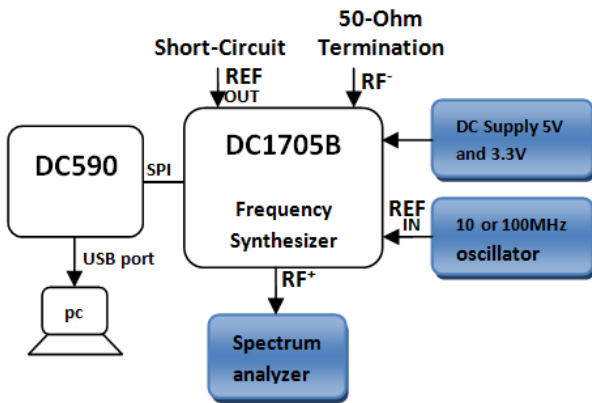 50-Ohm
Short-Circuit
Termination
REF
OUT
RF-
DC590
SPI
DC1705B
Frequency
Synthesizer
DC Supply 5V
and 3.3V
REF
IN
10 or 100MHz
oscillator
USB port
pc
RF+
Spectrum
analyzer